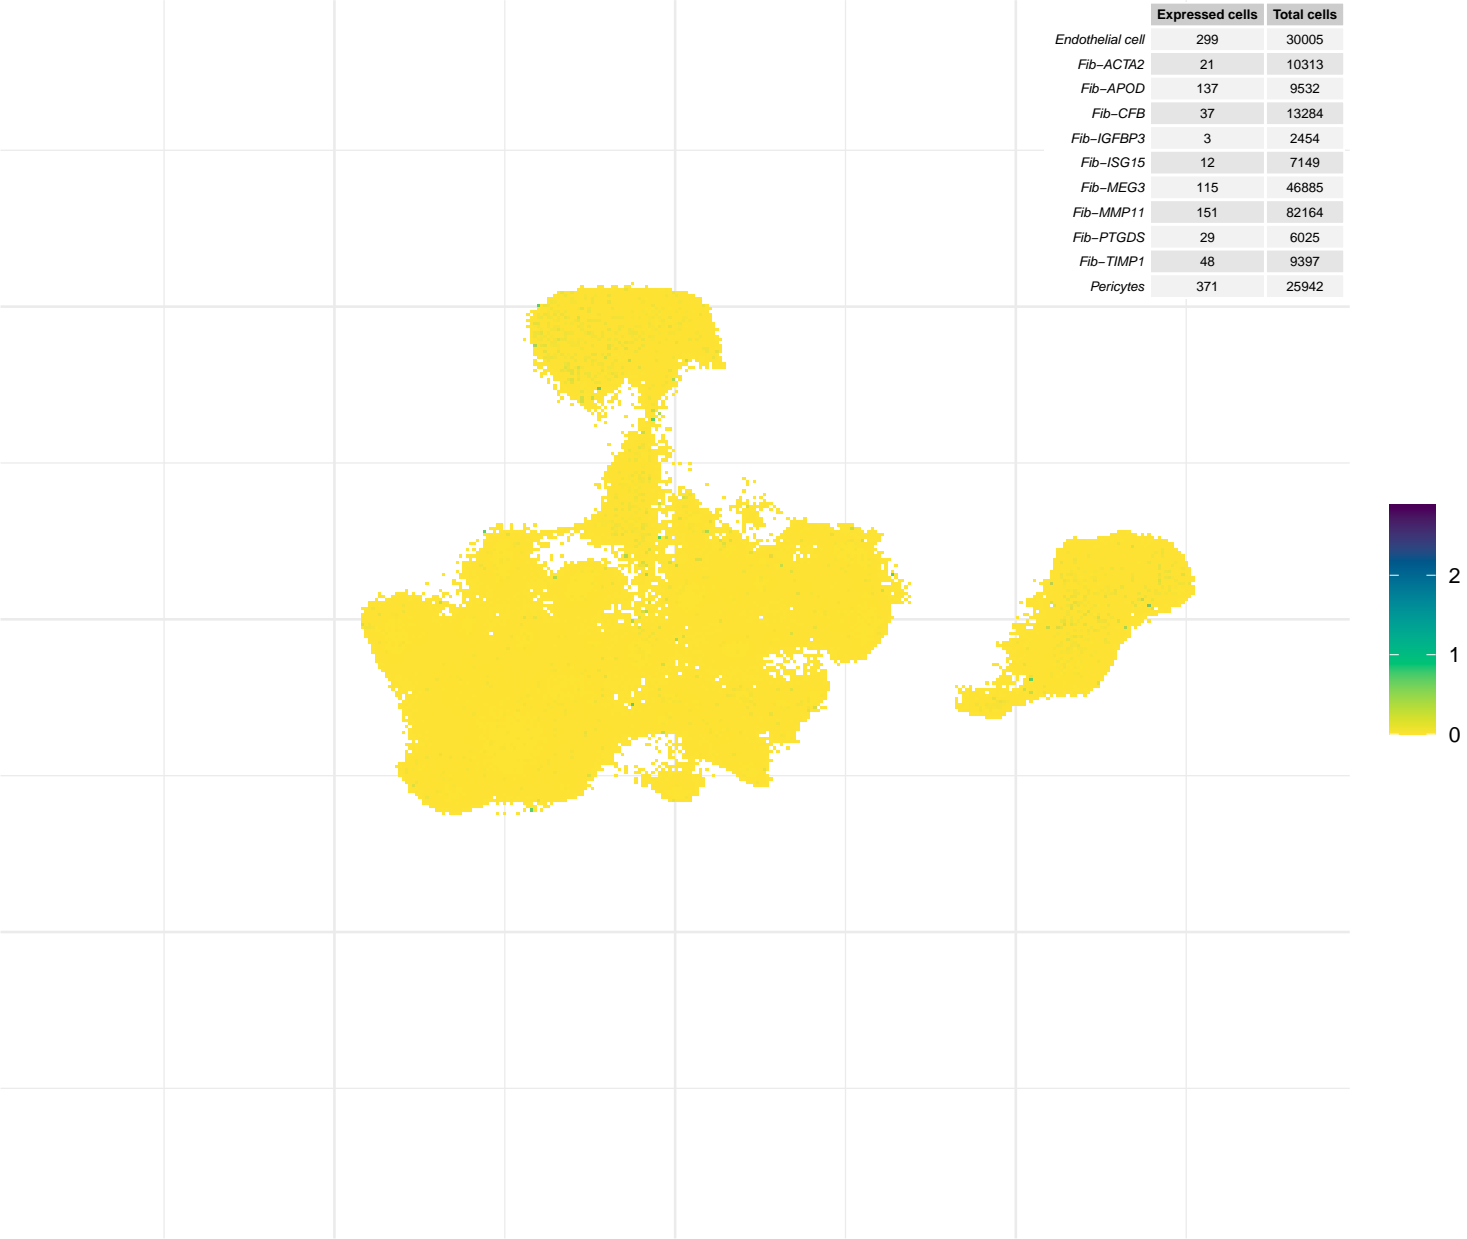 Expressed cells Total cells
Endothelial cell 299 30005
Fib−ACTA2 21 10313
Fib−APOD 137 9532
Fib−CFB 37 13284
Fib−IGFBP3 3 2454
Fib−ISG15 12 7149
Fib−MEG3 115 46885
Fib−MMP11 151 82164
Fib−PTGDS 29 6025
Fib−TIMP1 48 9397
Pericytes 371 25942
2
1
0